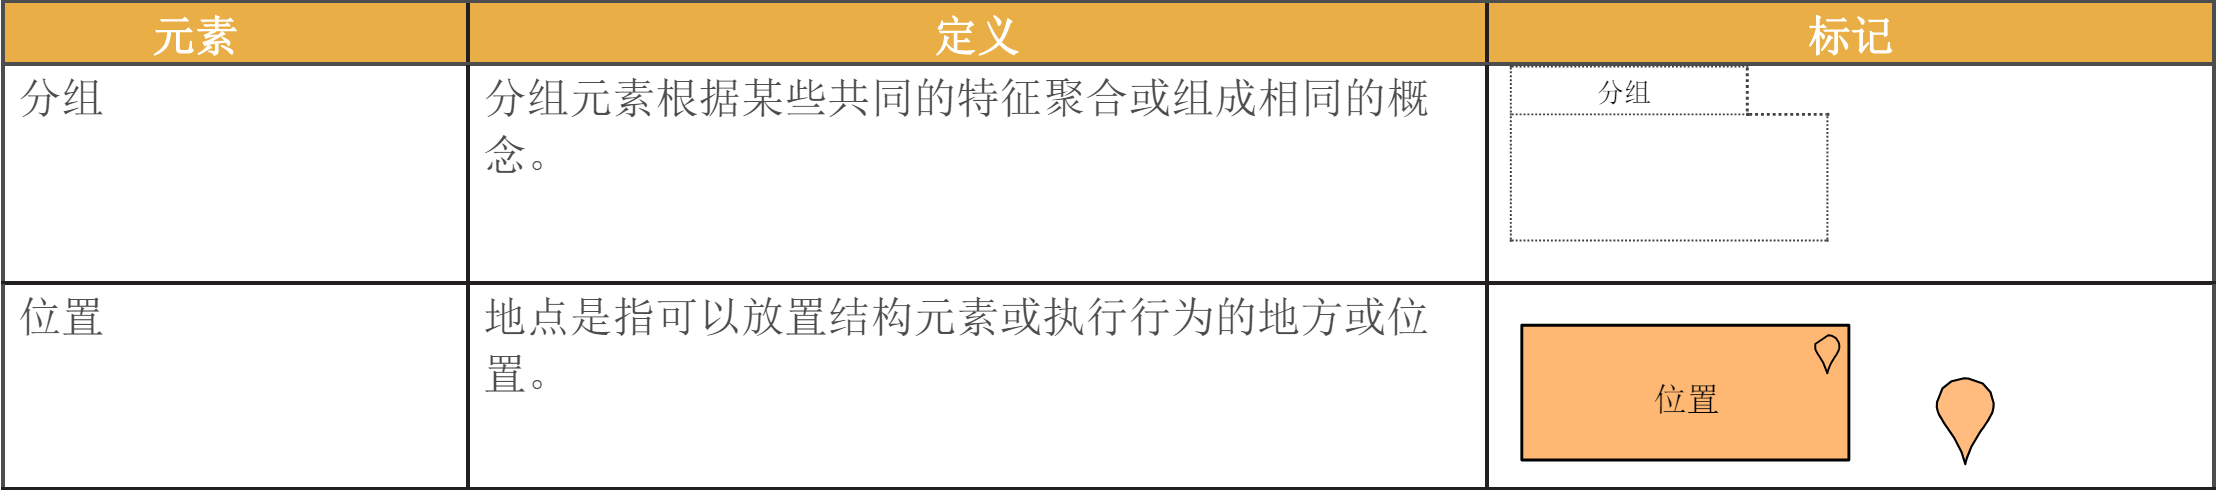 元素
定义
标记
分组
分组元素根据某些共同的特征聚合或组成相同的概
念。
分组
位置
地点是指可以放置结构元素或执行行为的地方或位
置。
位置